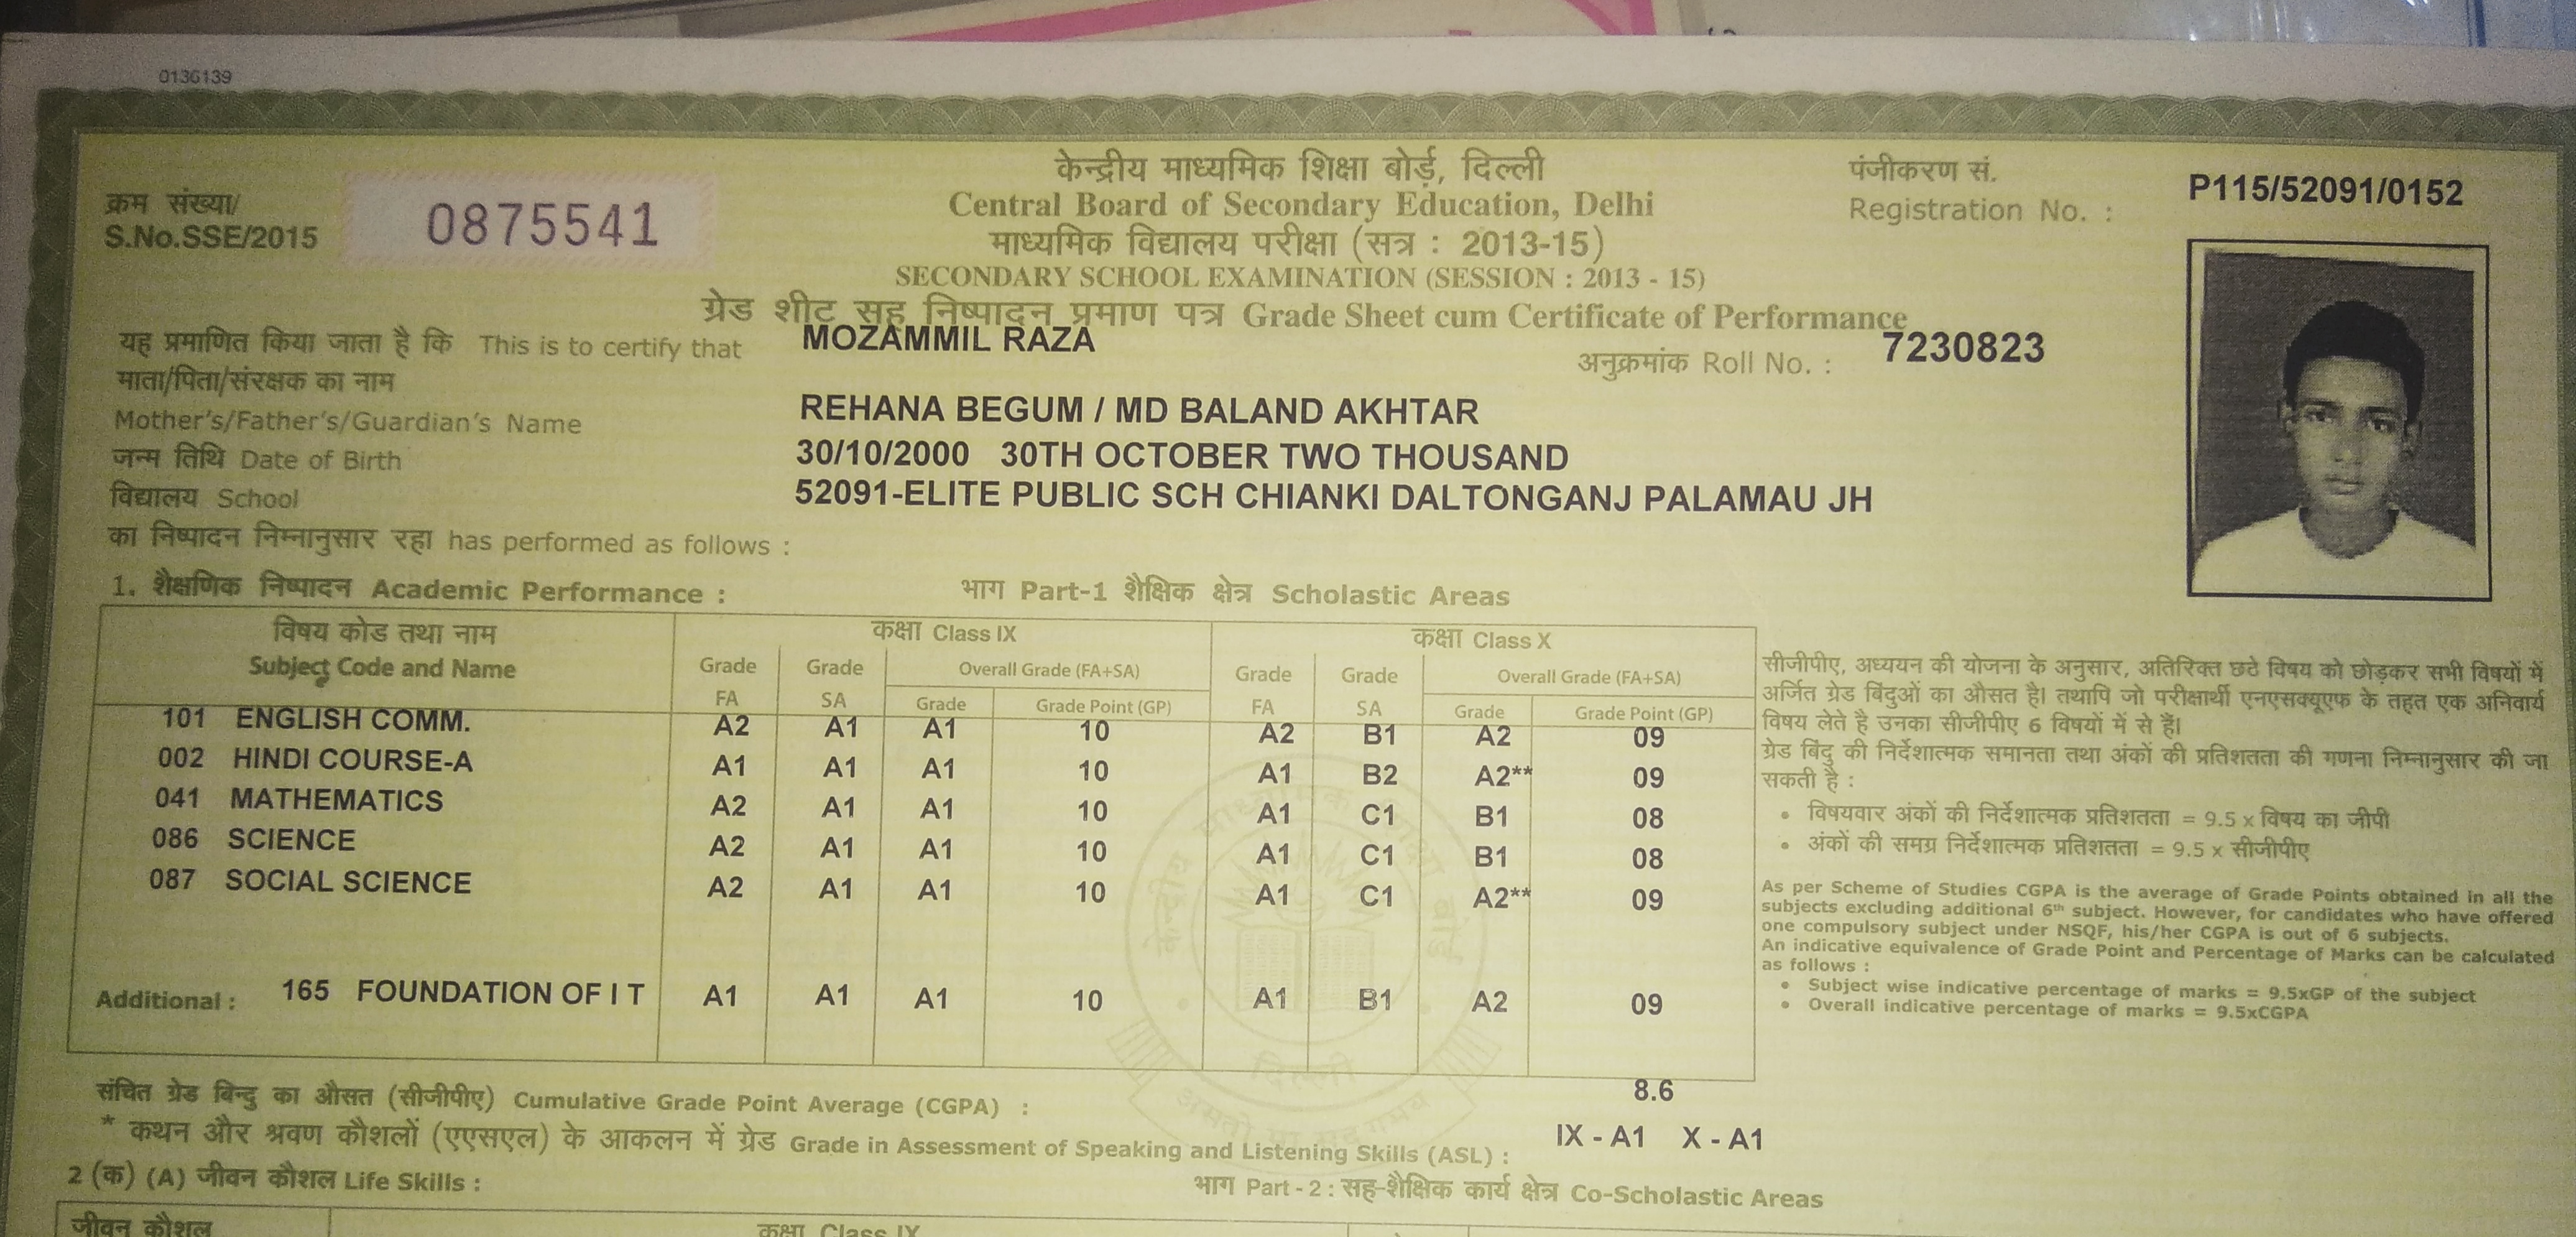 0136139
केन्द्रीय माध्यमिक शिक्षा बोर्ड, दिल्ली
Central Board of Secondary Education, Delhi
माध्यमिक विद्यालय परीक्षा (सत्र : 2013-15)
SECONDARY SCHOOL EXAMINATION (SESSION : 2013 - 15)
ग्रेड शीट सह निष्पादन प्रमाण पत्र Grade Sheet cum Certificate of Performance
क्रम संख्या/
S.No.SSE/2015 0875541
पंजीकरण सं.
Registration No. : P115/52091/0152
यह प्रमाणित किया जाता है कि This is to certify that MOZAMMIL RAZA
अनुक्रमांक Roll No. : 7230823
माता/पिता/संरक्षक का नाम
Mother's/Father's/Guardian's Name REHANA BEGUM / MD BALAND AKHTAR
जन्म तिथि Date of Birth 30/10/2000 30TH OCTOBER TWO THOUSAND
विद्यालय School 52091-ELITE PUBLIC SCH CHIANKI DALTONGANJ PALAMAU JH
का निष्पादन निम्नानुसार रहा has performed as follows :
1. शैक्षणिक निष्पादन Academic Performance : भाग Part-1 शैक्षिक क्षेत्र Scholastic Areas
विषय कोड तथा नाम कक्षा Class IX कक्षा Class X
Subject Code and Name Grade Grade Overall Grade (FA+SA) Grade Grade Overall Grade (FA+SA)
FA SA Grade Grade Point (GP) FA SA Grade Grade Point (GP)
101 ENGLISH COMM. A2 A1 A1 10 A2 B1 A2 09
002 HINDI COURSE-A A1 A1 A1 10 A1 B2 A2** 09
041 MATHEMATICS A2 A1 A1 10 A1 C1 B1 08
086 SCIENCE A2 A1 A1 10 A1 C1 B1 08
087 SOCIAL SCIENCE A2 A1 A1 10 A1 C1 A2** 09
Additional : 165 FOUNDATION OF I T A1 A1 A1 10 A1 B1 A2 09
सीजीपीए, अध्ययन की योजना के अनुसार, अतिरिक्त छठे विषय को छोड़कर सभी विषयों में
अर्जित ग्रेड बिंदुओं का औसत है। तथापि जो परीक्षार्थी एनएसक्यूएफ के तहत एक अनिवार्य
विषय लेते है उनका सीजीपीए 6 विषयों में से हैं।
ग्रेड बिंदु की निर्देशात्मक समानता तथा अंकों की प्रतिशतता की गणना निम्नानुसार की जा
सकती है :
• विषयवार अंकों की निर्देशात्मक प्रतिशतता = 9.5 x विषय का जीपी
• अंकों की समग्र निर्देशात्मक प्रतिशतता = 9.5 x सीजीपीए
As per Scheme of Studies CGPA is the average of Grade Points obtained in all the
subjects excluding additional 6th subject. However, for candidates who have offered
one compulsory subject under NSQF, his/her CGPA is out of 6 subjects.
An indicative equivalence of Grade Point and Percentage of Marks can be calculated
as follows :
• Subject wise indicative percentage of marks = 9.5xGP of the subject
• Overall indicative percentage of marks = 9.5xCGPA
संचित ग्रेड बिन्दु का औसत (सीजीपीए) Cumulative Grade Point Average (CGPA) : 8.6
* कथन और श्रवण कौशलों (एएसएल) के आकलन में ग्रेड Grade in Assessment of Speaking and Listening Skills (ASL) : IX - A1 X - A1
2 (क) (A) जीवन कौशल Life Skills : भाग Part - 2 : सह-शैक्षिक कार्य क्षेत्र Co-Scholastic Areas
जीवन कौशल कक्षा Class IX